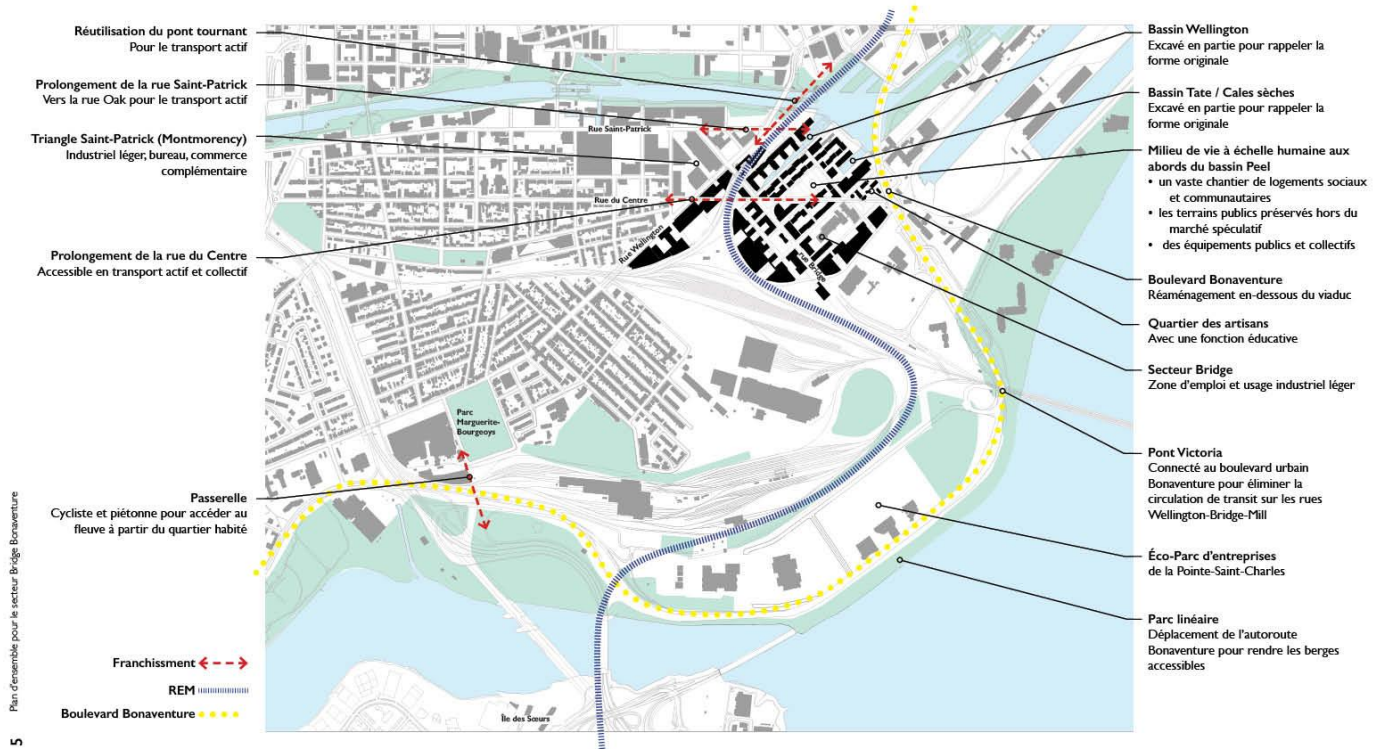 Réutilisation du pont tournant
Pour le transport actif
Prolongement de la rue Saint-Patrick
Vers la rue Oak pour le transport actif
Triangle Saint-Patrick (Montmorency)
Industriel léger, bureau, commerce
complémentaire
Prolongement de la rue du Centre
Accessible en transport actif et collectif
Passerelle
Cycliste et piétonne pour accéder au
fleuve à partir du quartier habité
Franchissment
REM
Boulevard Bonaventure
Rue Saint-Patrick
Rue du Centre
Rue Wellington
rue Bridge
Parc
Marguerite-
Bourgeoys
Île des Sœurs
Bassin Wellington
Excavé en partie pour rappeler la
forme originale
Bassin Tate / Cales sèches
Excavé en partie pour rappeler la
forme originale
Milieu de vie à échelle humaine aux
abords du bassin Peel
• un vaste chantier de logements sociaux
et communautaires
• les terrains publics préservés hors du
marché spéculatif
• des équipements publics et collectifs
Boulevard Bonaventure
Réaménagement en-dessous du viaduc
Quartier des artisans
Avec une fonction éducative
Secteur Bridge
Zone d'emploi et usage industriel léger
Pont Victoria
Connecté au boulevard urbain
Bonaventure pour éliminer la
circulation de transit sur les rues
Wellington-Bridge-Mill
Éco-Parc d'entreprises
de la Pointe-Saint-Charles
Parc linéaire
Déplacement de l'autoroute
Bonaventure pour rendre les berges
accessibles
Plan d'ensemble pour le secteur Bridge Bonaventure
5